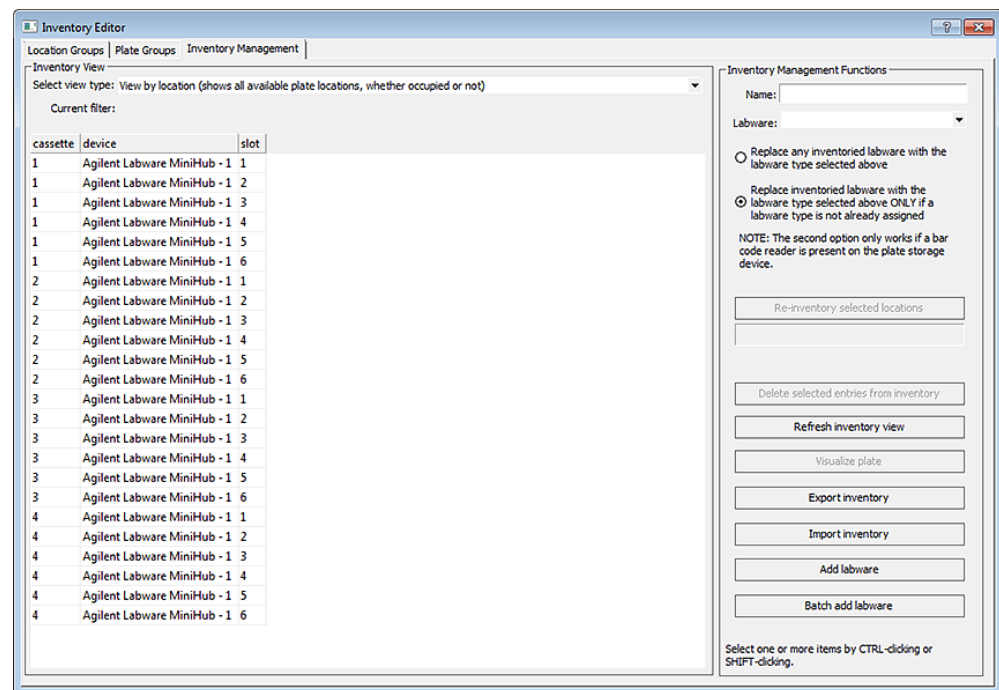 Inventory Editor
Location Groups Plate Groups Inventory Management
Inventory View
Select view type: View by location (shows all available plate locations, whether occupied or not)
Current filter:
cassette device slot
1 Agilent Labware MiniHub - 1 1
1 Agilent Labware MiniHub - 1 2
1 Agilent Labware MiniHub - 1 3
1 Agilent Labware MiniHub - 1 4
1 Agilent Labware MiniHub - 1 5
1 Agilent Labware MiniHub - 1 6
2 Agilent Labware MiniHub - 1 1
2 Agilent Labware MiniHub - 1 2
2 Agilent Labware MiniHub - 1 3
2 Agilent Labware MiniHub - 1 4
2 Agilent Labware MiniHub - 1 5
2 Agilent Labware MiniHub - 1 6
3 Agilent Labware MiniHub - 1 1
3 Agilent Labware MiniHub - 1 2
3 Agilent Labware MiniHub - 1 3
3 Agilent Labware MiniHub - 1 4
3 Agilent Labware MiniHub - 1 5
3 Agilent Labware MiniHub - 1 6
4 Agilent Labware MiniHub - 1 1
4 Agilent Labware MiniHub - 1 2
4 Agilent Labware MiniHub - 1 3
4 Agilent Labware MiniHub - 1 4
4 Agilent Labware MiniHub - 1 5
4 Agilent Labware MiniHub - 1 6
Inventory Management Functions
Name:
Labware:
Replace any inventoried labware with the
labware type selected above
Replace inventoried labware with the
labware type selected above ONLY if a
labware type is not already assigned
NOTE: The second option only works if a bar
code reader is present on the plate storage
device.
Re-inventory selected locations
Delete selected entries from inventory
Refresh inventory view
Visualize plate
Export inventory
Import inventory
Add labware
Batch add labware
Select one or more items by CTRL-clicking or
SHIFT-clicking.